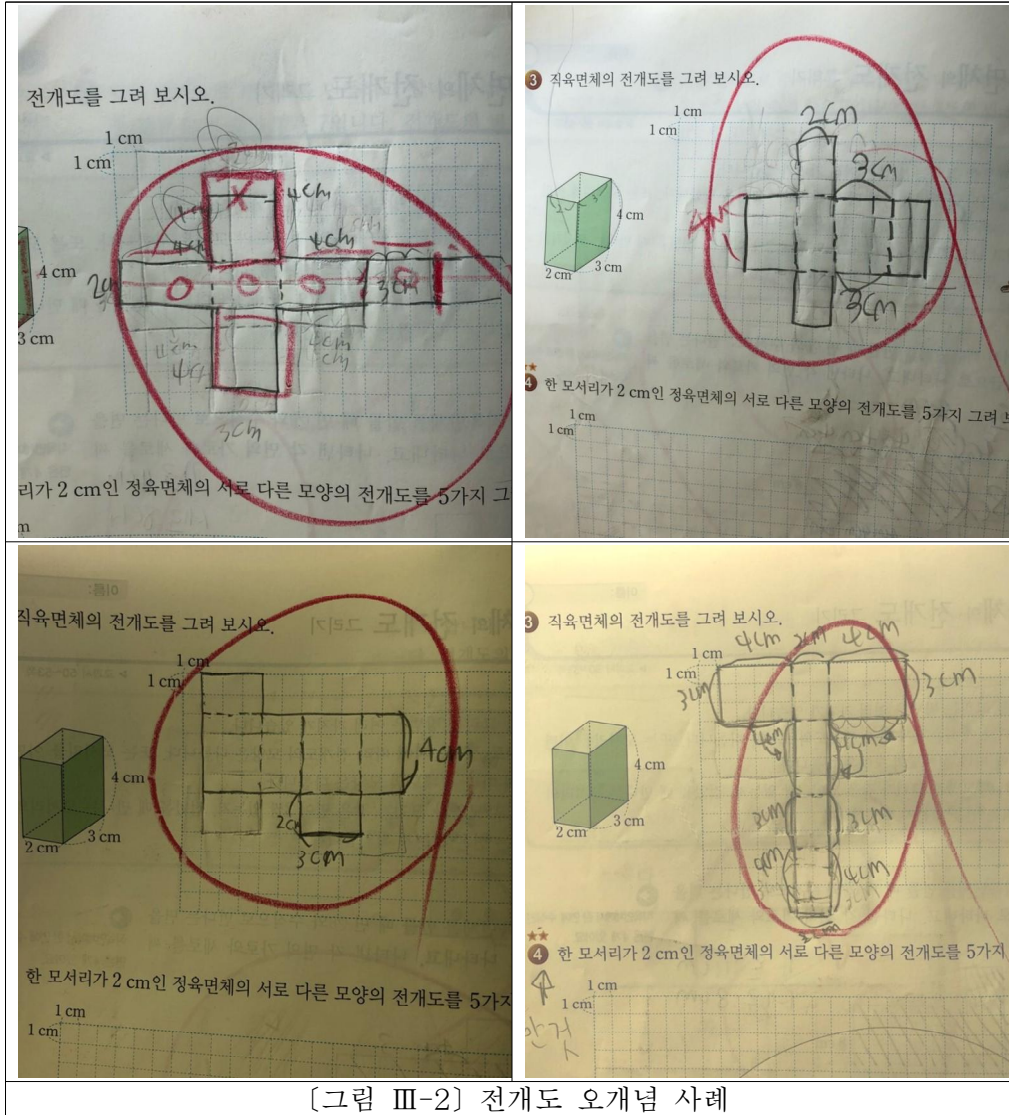 전개도를 그려 보시오.
1 cm
1 cm
4cm
4cm
4cm
2cm
3cm
4 cm
3 cm
4cm
3cm
리가 2 cm인 정육면체의 서로 다른 모양의 전개도를 5가지 그
m
3 직육면체의 전개도를 그려 보시오.
1 cm
1 cm
2cm
3cm
4 cm
3 cm
2 cm
3cm
4 한 모서리가 2 cm인 정육면체의 서로 다른 모양의 전개도를 5가지 그려 보
1 cm
1 cm
이름:
직육면체의 전개도를 그려 보시오.
1 cm
1 cm
4cm
4 cm
3 cm
2 cm
3cm
한 모서리가 2 cm인 정육면체의 서로 다른 모양의 전개도를 5가지
1 cm
1 cm
이름:
3 직육면체의 전개도를 그려 보시오.
4cm 2cm 4cm
1 cm
1 cm
3cm
3cm
4cm
4cm
4 cm
3 cm
2 cm
3cm
3cm
4cm
4cm
4 한 모서리가 2 cm인 정육면체의 서로 다른 모양의 전개도를 5가지
1 cm
1 cm
〔그림 Ⅲ-2〕 전개도 오개념 사례